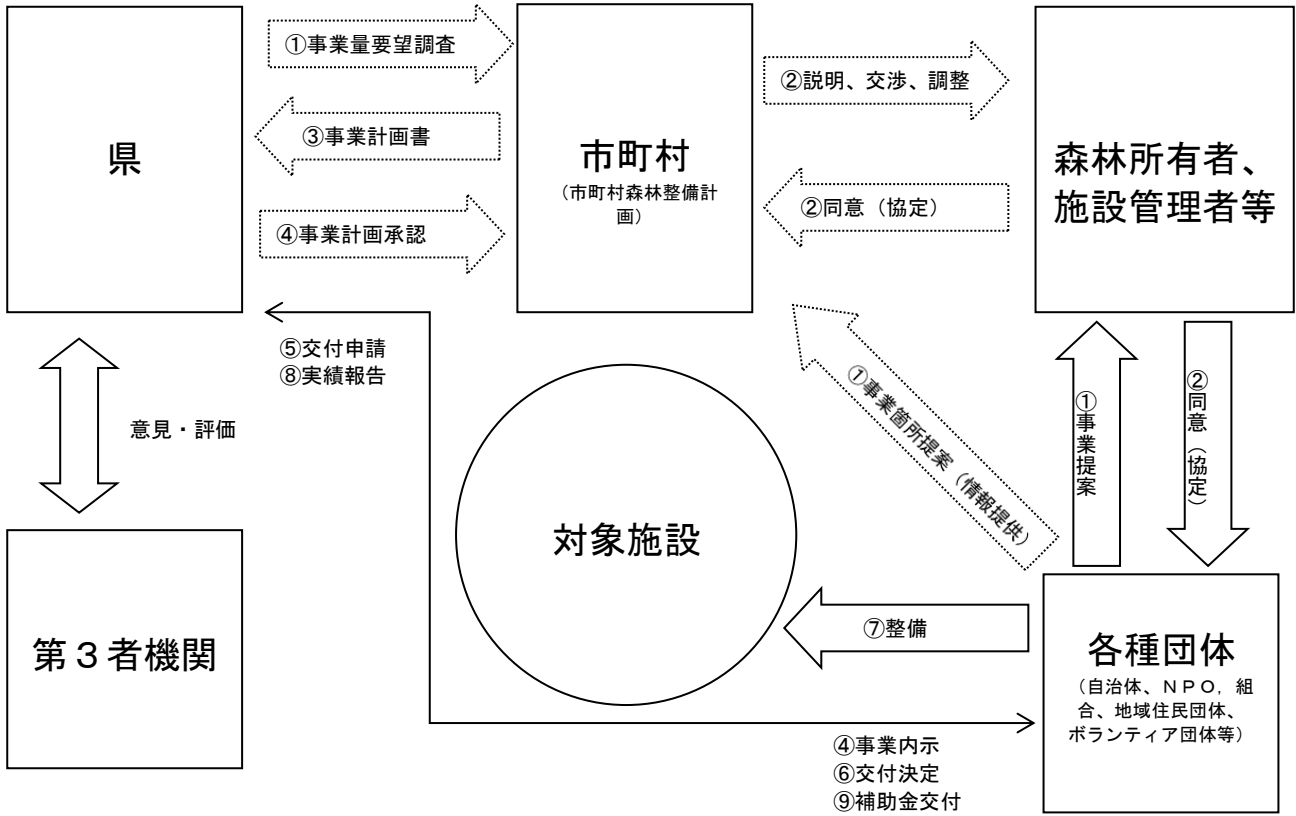 県
①事業量要望調査
③事業計画書
④事業計画承認
市町村
(市町村森林整備計
画)
②説明、交渉、調整
②同意(協定)
森林所有者、
施設管理者等
⑤交付申請
⑧実績報告
意見・評価
第3者機関
対象施設
①事業箇所提案(情報提供)
①事業提案
②同意(協定)
⑦整備
各種団体
(自治体、NPO,組
合、地域住民団体、
ボランティア団体等)
④事業内示
⑥交付決定
⑨補助金交付